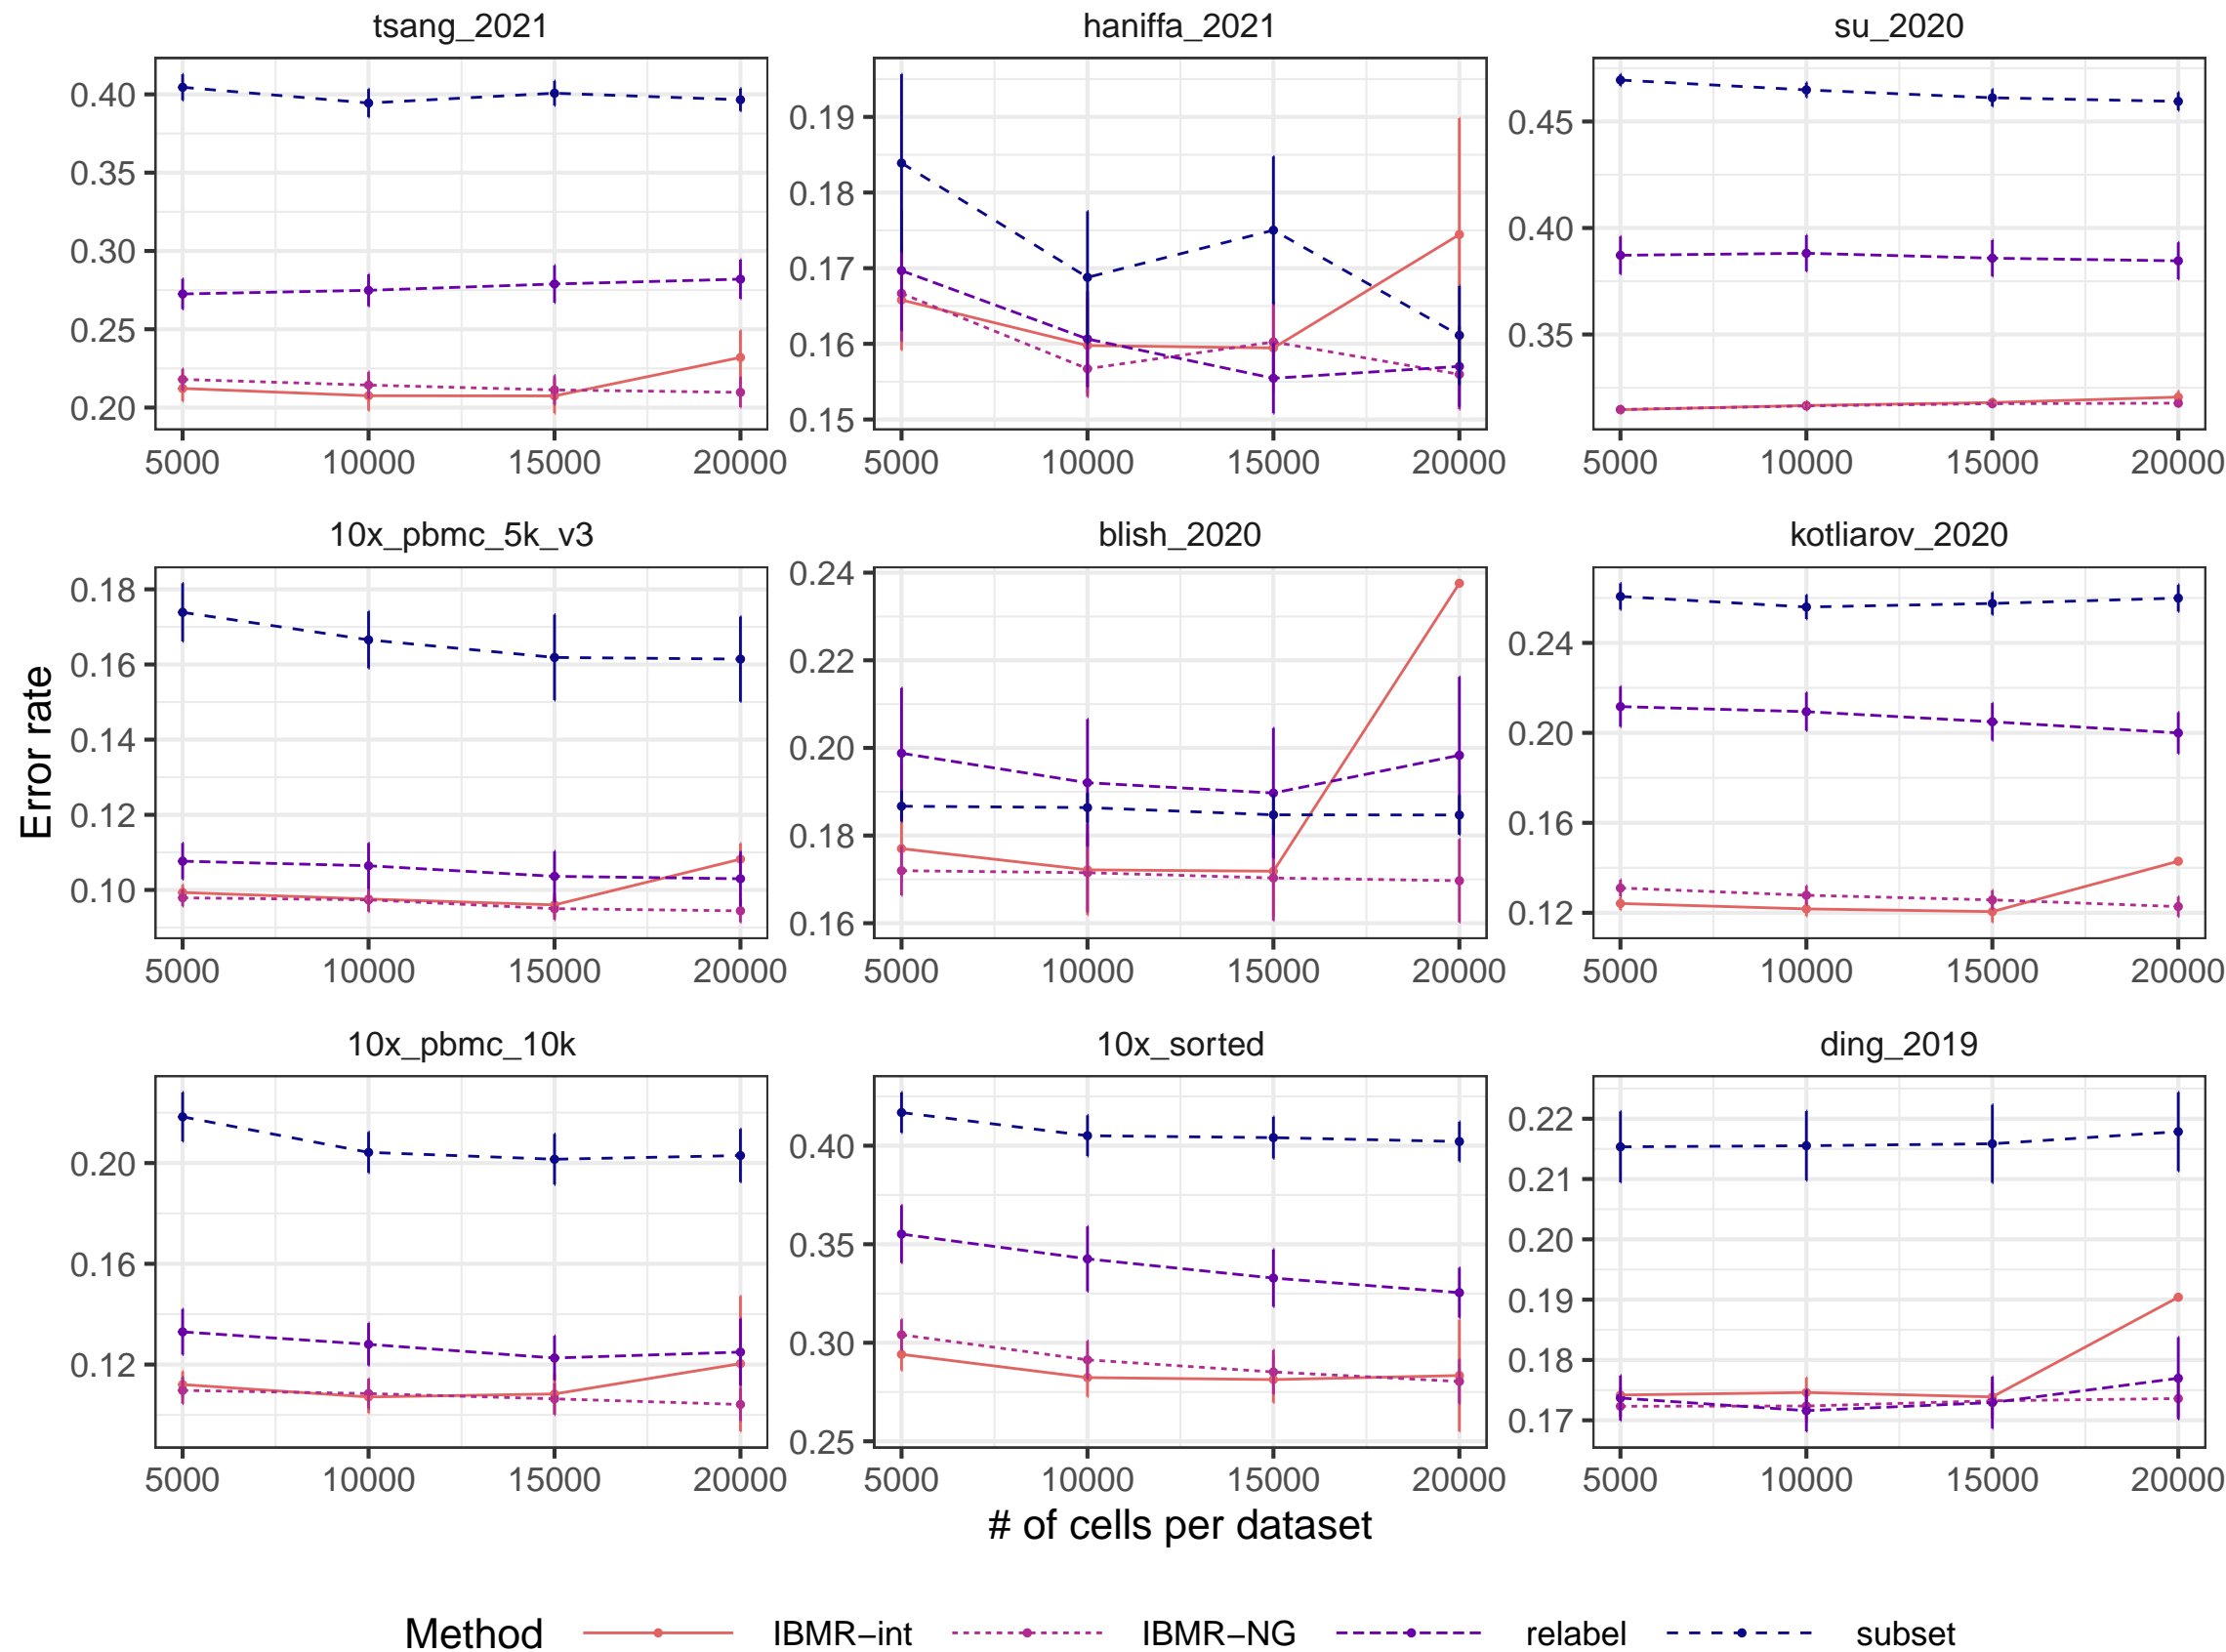 tsang_2021 haniffa_2021 su_2020
0.40
0.35
0.30
0.25
0.20
5000 10000 15000 20000
0.19
0.18
0.17
0.16
0.15
5000 10000 15000 20000
0.45
0.40
0.35
5000 10000 15000 20000
10x_pbmc_5k_v3 blish_2020 kotliarov_2020
Error rate
0.18
0.16
0.14
0.12
0.10
5000 10000 15000 20000
0.24
0.22
0.20
0.18
0.16
5000 10000 15000 20000
0.24
0.20
0.16
0.12
5000 10000 15000 20000
10x_pbmc_10k 10x_sorted ding_2019
0.20
0.16
0.12
5000 10000 15000 20000
0.40
0.35
0.30
0.25
5000 10000 15000 20000
0.22
0.21
0.20
0.19
0.18
0.17
5000 10000 15000 20000
# of cells per dataset
Method IBMR−int IBMR−NG relabel subset